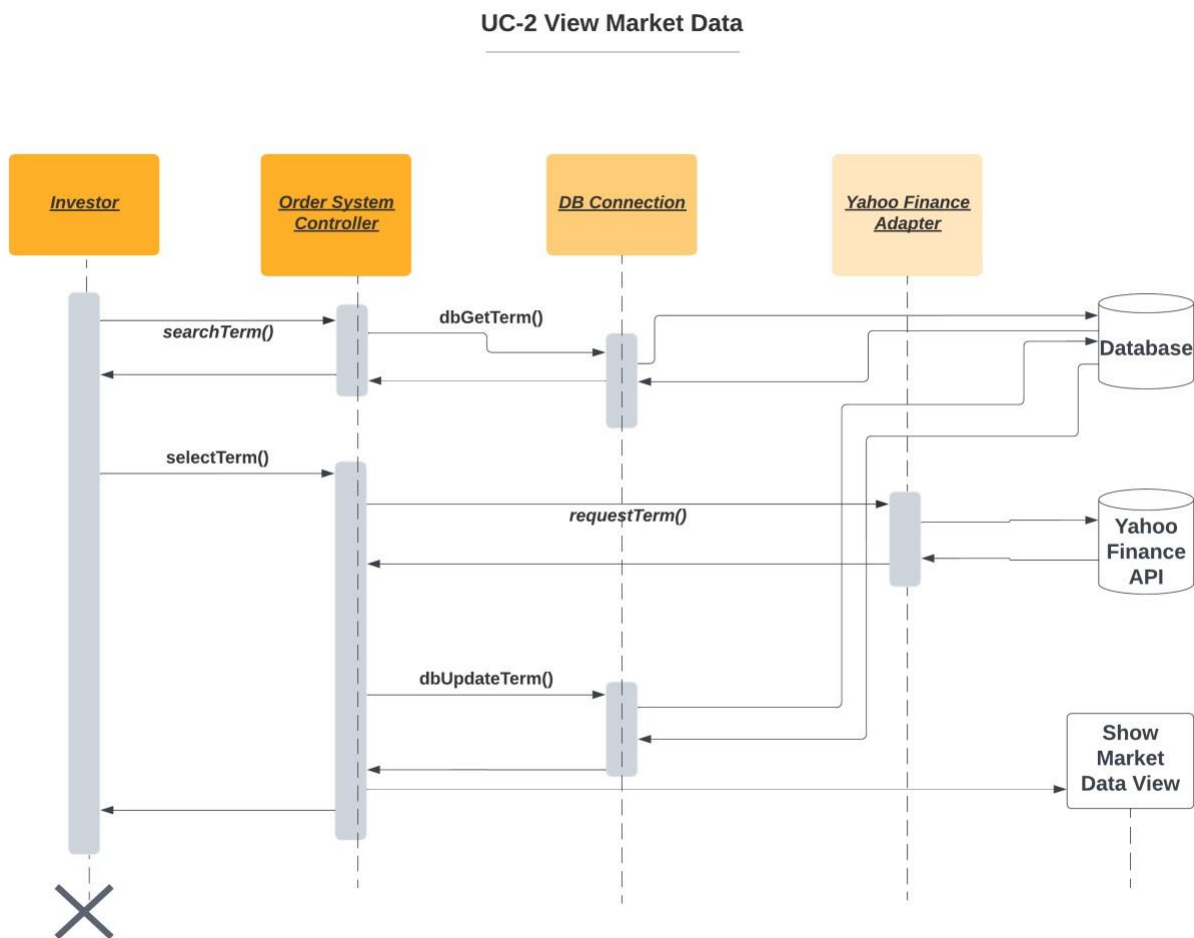 UC-2 View Market Data
Investor
Order System
Controller
DB Connection
Yahoo Finance
Adapter
searchTerm()
dbGetTerm()
Database
selectTerm()
requestTerm()
Yahoo
Finance
API
dbUpdateTerm()
Show
Market
Data View